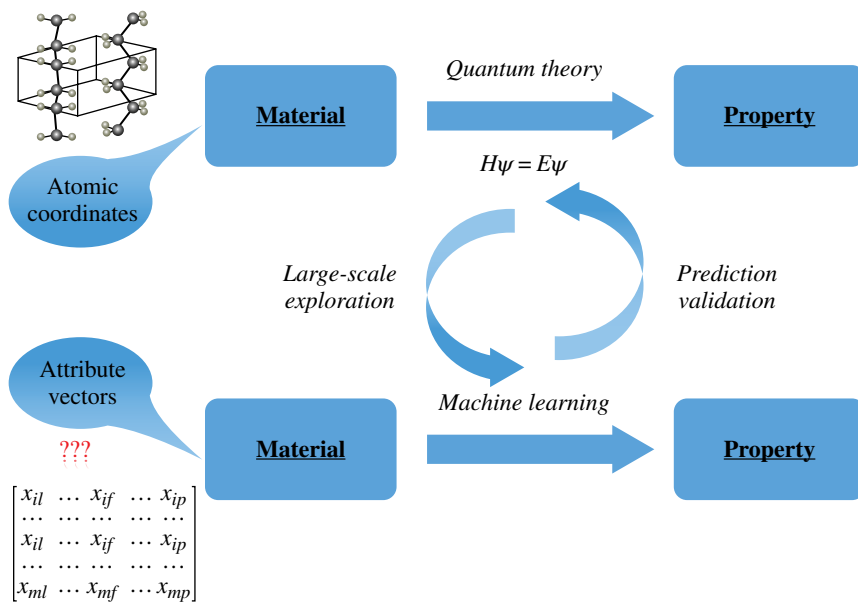 Quantum theory
Material
Property
Hψ = Eψ
Atomic
coordinates
Large-scale
exploration
Prediction
validation
Attribute
vectors
Machine learning
Material
Property
???
x_il … x_if … x_ip
… … … … …
x_il … x_if … x_ip
… … … … …
x_ml … x_mf … x_mp